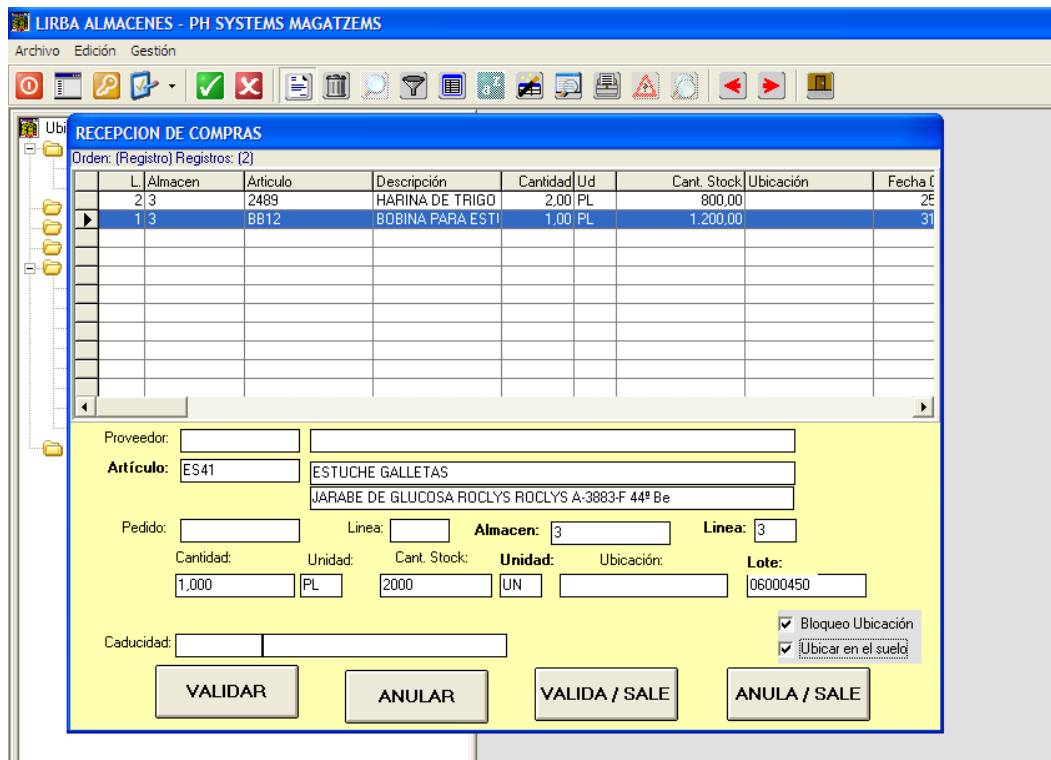 LIRBA ALMACENES - PH SYSTEMS MAGATZEMS
Archivo Edición Gestión
Ubi
RECEPCION DE COMPRAS
Orden: (Registro) Registros: (2)
L. Almacen Articulo Descripción Cantidad Ud Cant. Stock Ubicación Fecha C
2 3 2489 HARINA DE TRIGO 2,00 PL 800,00 25
1 3 BB12 BOBINA PARA ESTI 1,00 PL 1.200,00 31
Proveedor:
Artículo: ES41 ESTUCHE GALLETAS
JARABE DE GLUCOSA ROCLYS ROCLYS A-3883-F 44º Be
Pedido: Linea: Almacen: 3 Linea: 3
Cantidad: Unidad: Cant. Stock: Unidad: Ubicación: Lote:
1,000 PL 2000 UN 06000450
Bloqueo Ubicación
Caducidad: Ubicar en el suelo
VALIDAR ANULAR VALIDA / SALE ANULA / SALE